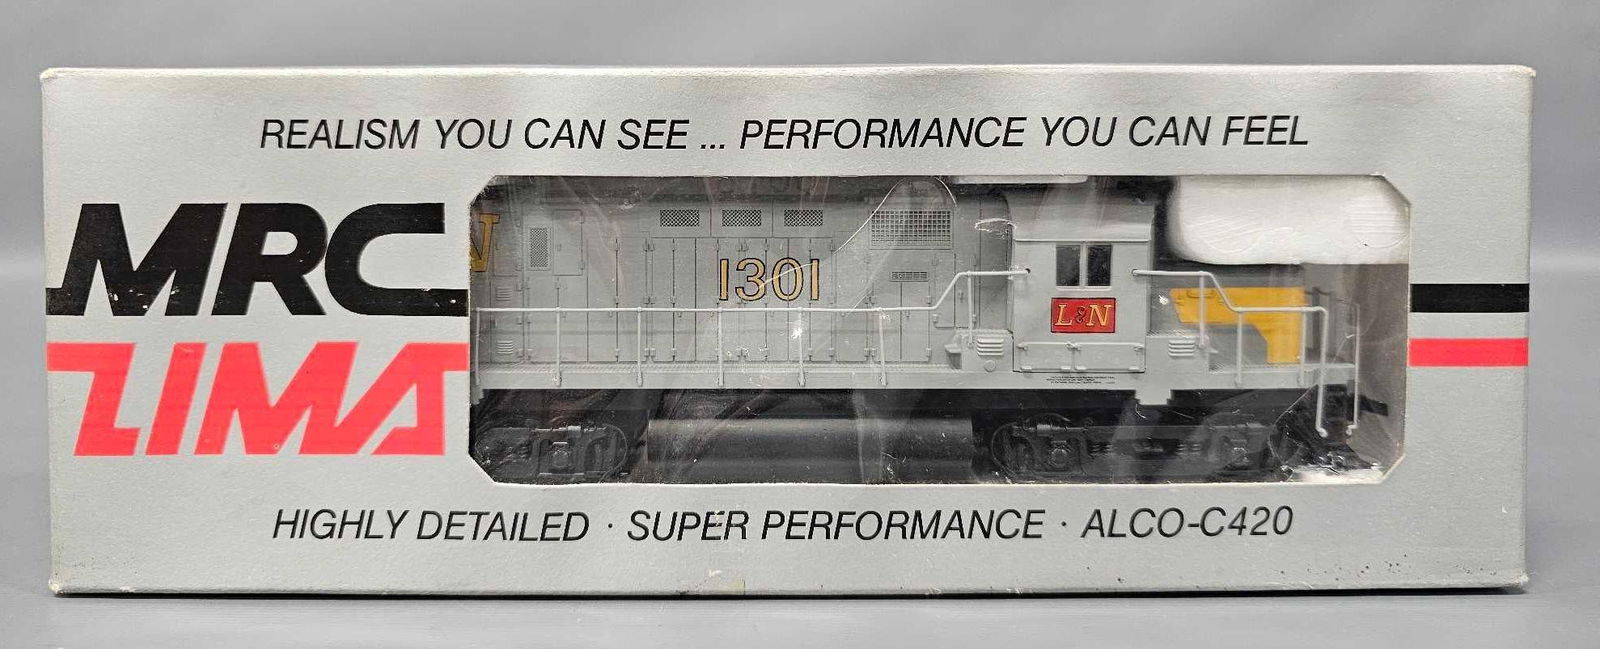 REALISM YOU CAN SEE ... PERFORMANCE YOU CAN FEEL
MRC
LIMA
N
1301
L&N
HIGHLY DETAILED · SUPER PERFORMANCE · ALCO-C420